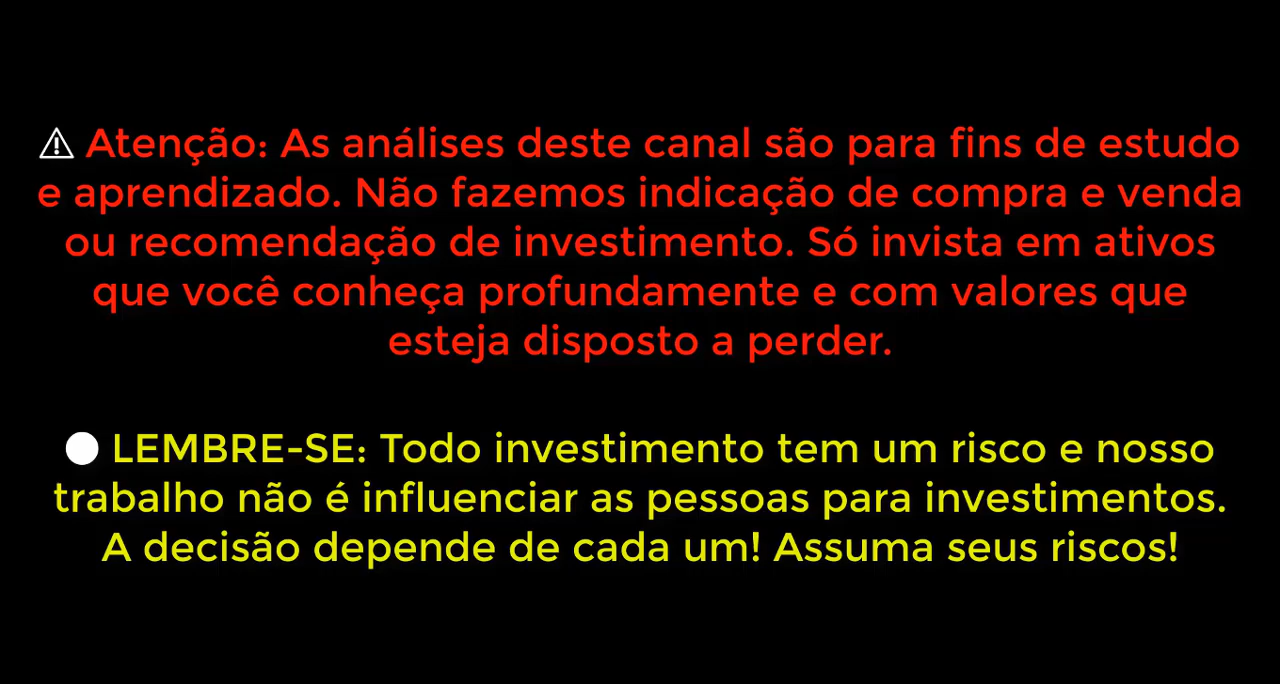 ⚠ Atenção: As análises deste canal são para fins de estudo
e aprendizado. Não fazemos indicação de compra e venda
ou recomendação de investimento. Só invista em ativos
que você conheça profundamente e com valores que
esteja disposto a perder.
⚪ LEMBRE-SE: Todo investimento tem um risco e nosso
trabalho não é influenciar as pessoas para investimentos.
A decisão depende de cada um! Assuma seus riscos!